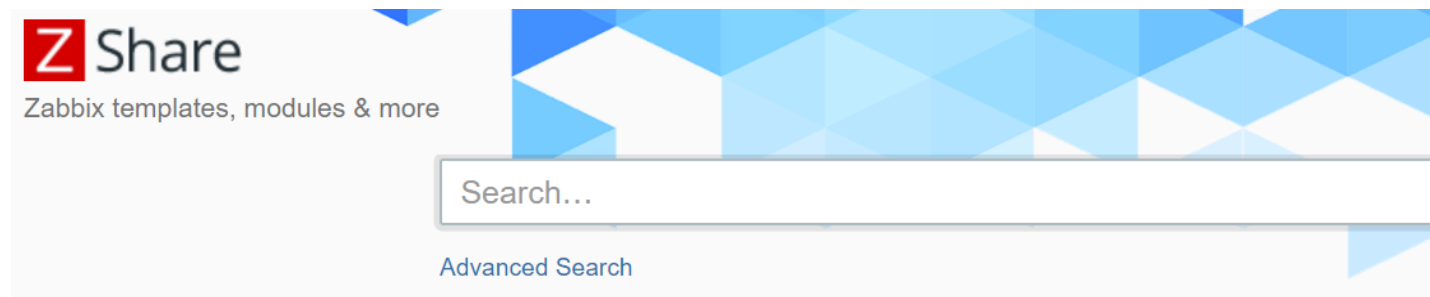 Z Share
Zabbix templates, modules & more
Search…
Advanced Search